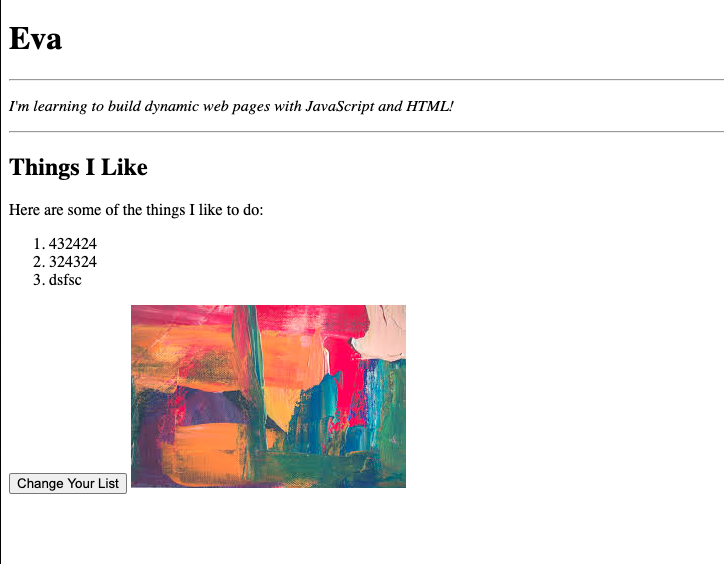 Eva
I'm learning to build dynamic web pages with JavaScript and HTML!
Things I Like
Here are some of the things I like to do:
1. 432424
2. 324324
3. dsfsc
Change Your List